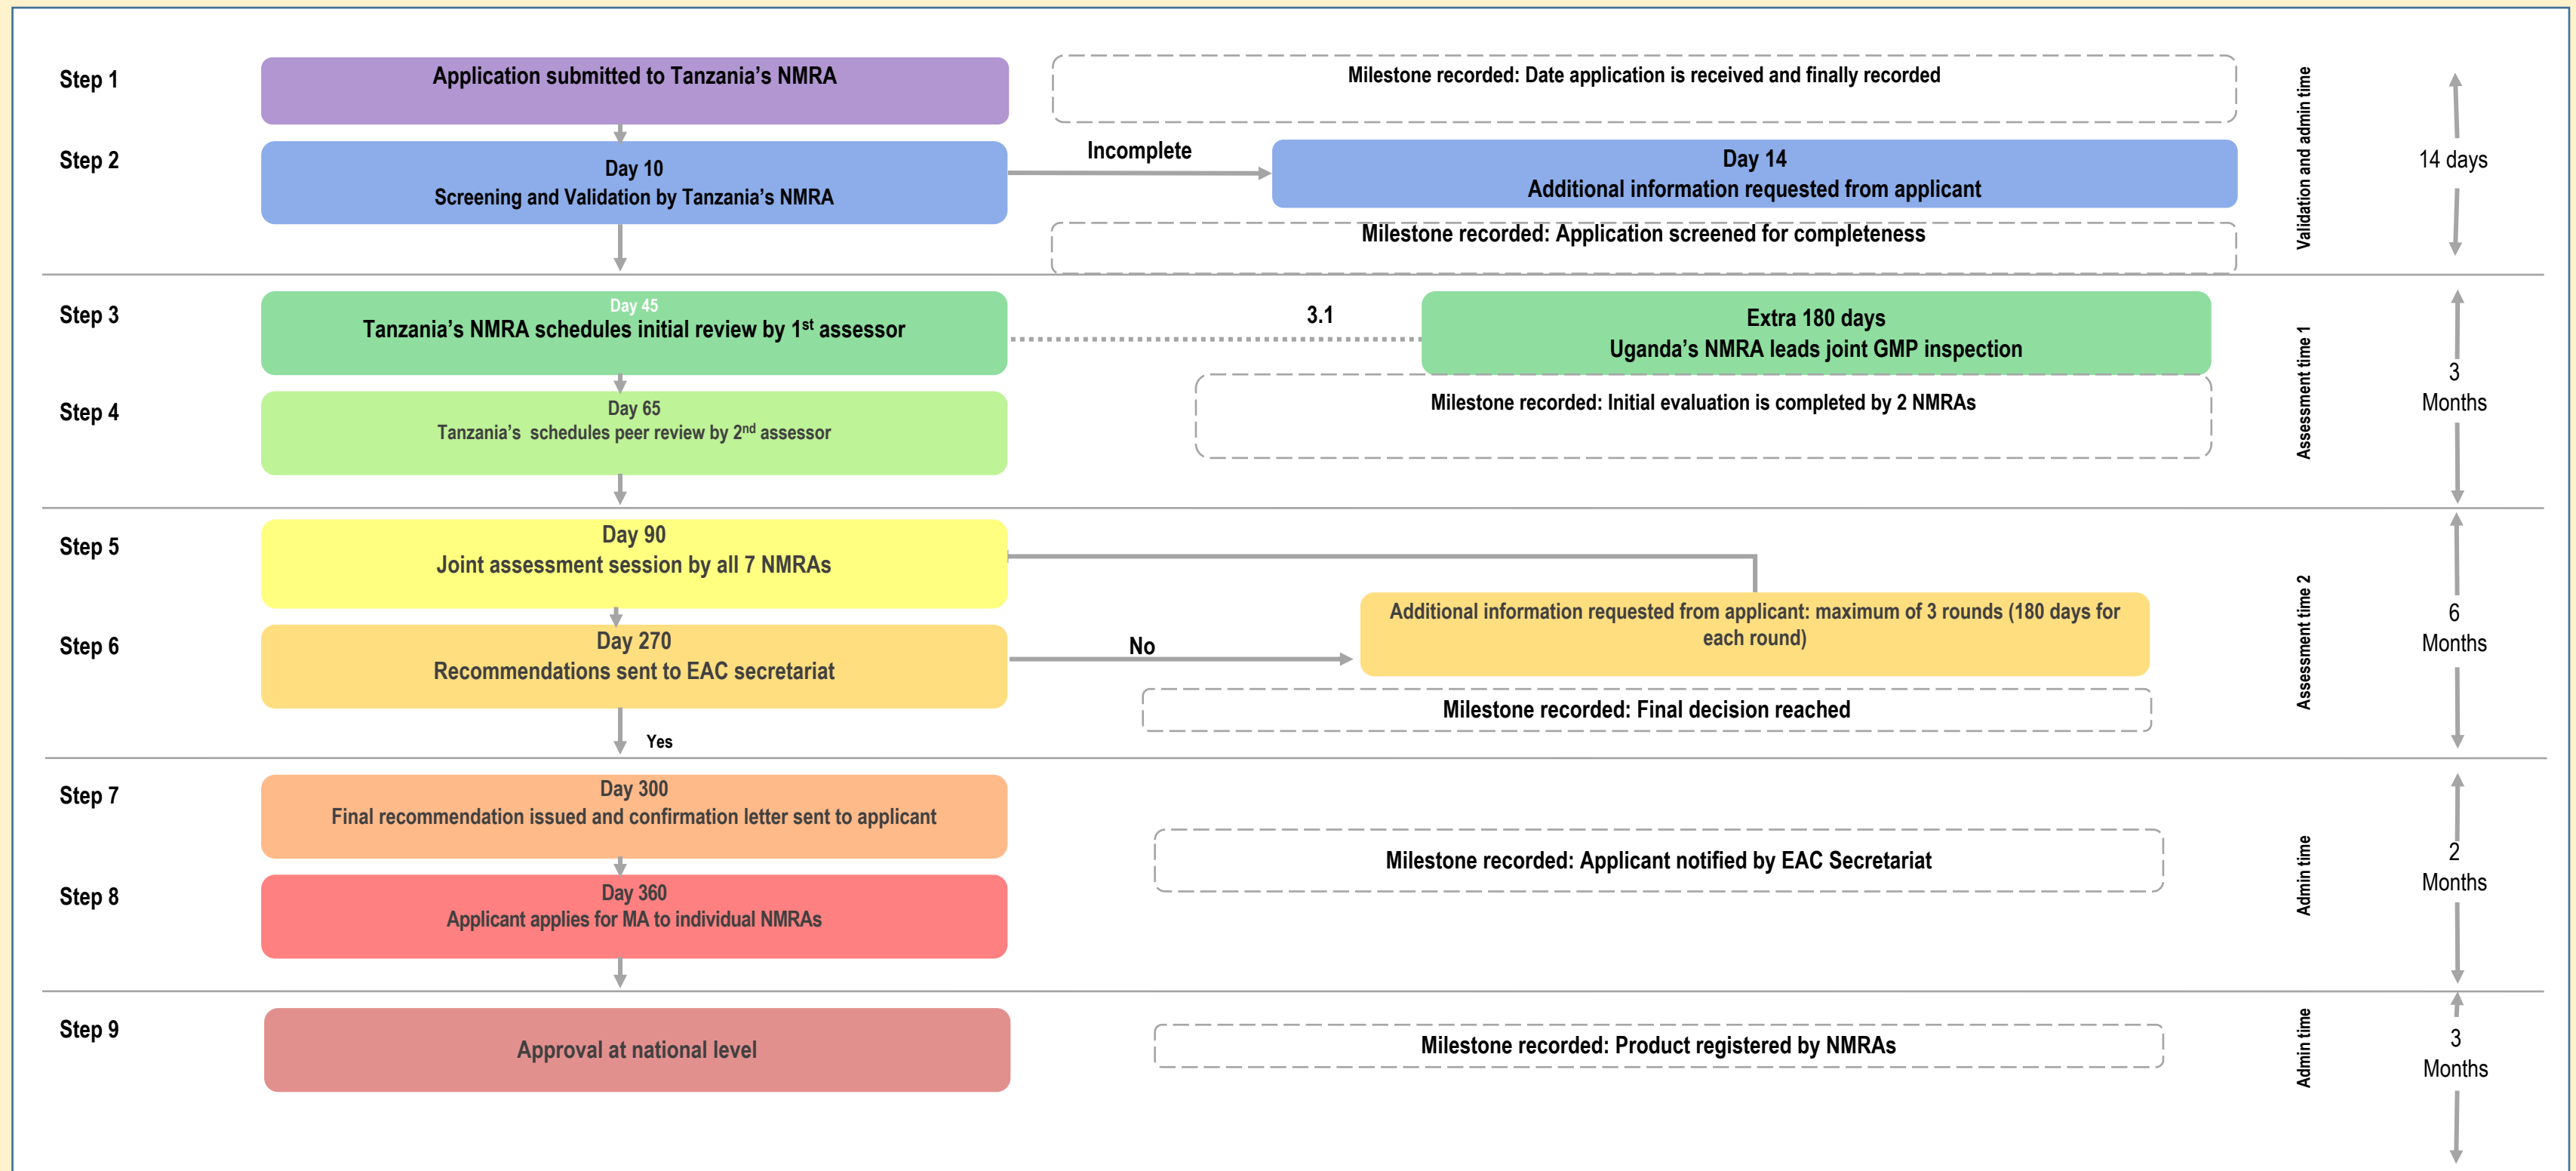 Step 1
Application submitted to Tanzania's NMRA
Milestone recorded: Date application is received and finally recorded
Step 2
Day 10
Screening and Validation by Tanzania's NMRA
Incomplete
Day 14
Additional information requested from applicant
Milestone recorded: Application screened for completeness
Validation and admin time
14 days
Step 3
Day 45
Tanzania's NMRA schedules initial review by 1st assessor
3.1
Extra 180 days
Uganda's NMRA leads joint GMP inspection
Step 4
Day 65
Tanzania's schedules peer review by 2nd assessor
Milestone recorded: Initial evaluation is completed by 2 NMRAs
Assessment time 1
3
Months
Step 5
Day 90
Joint assessment session by all 7 NMRAs
Step 6
Day 270
Recommendations sent to EAC secretariat
No
Additional information requested from applicant: maximum of 3 rounds (180 days for
each round)
Milestone recorded: Final decision reached
Yes
Assessment time 2
6
Months
Step 7
Day 300
Final recommendation issued and confirmation letter sent to applicant
Milestone recorded: Applicant notified by EAC Secretariat
Step 8
Day 360
Applicant applies for MA to individual NMRAs
Admin time
2
Months
Step 9
Approval at national level
Milestone recorded: Product registered by NMRAs
Admin time
3
Months